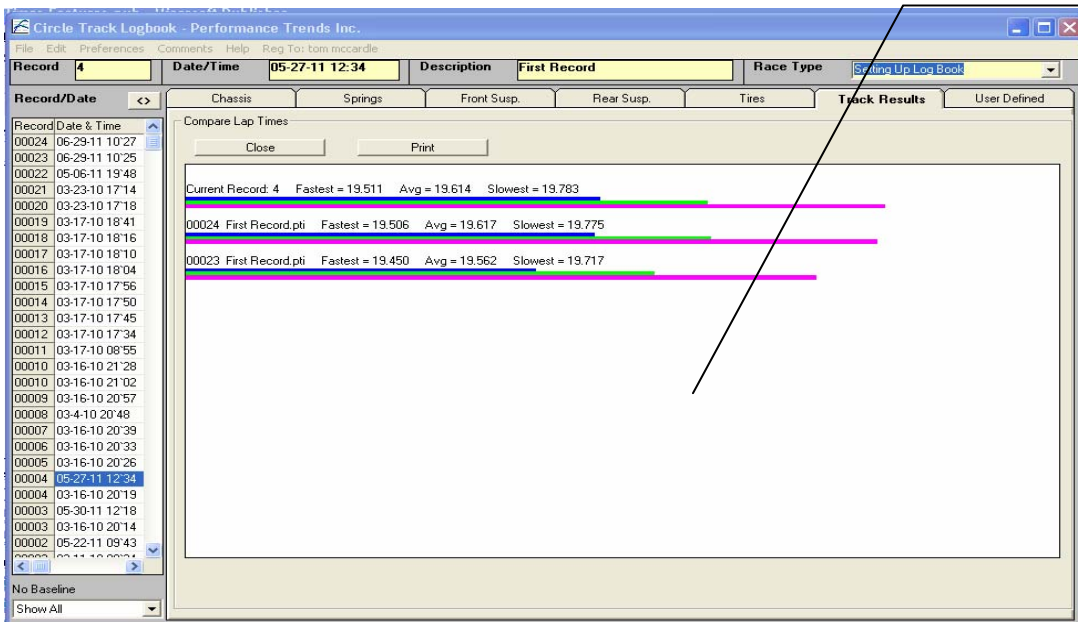 Circle Track Logbook - Performance Trends Inc.
File Edit Preferences Comments Help Reg To: tom mccardle
Record 4 Date/Time 05-27-11 12:34 Description First Record Race Type Setting Up Log Book
Record/Date <> Chassis Springs Front Susp. Rear Susp. Tires Track Results User Defined
Compare Lap Times
Close Print
Record Date & Time
00024 06-29-11 10`27
00023 06-29-11 10`25
00022 05-06-11 19`48
00021 03-23-10 17`14
00020 03-23-10 17`18
00019 03-17-10 18`41
00018 03-17-10 18`16
00017 03-17-10 18`10
00016 03-17-10 18`04
00015 03-17-10 17`56
00014 03-17-10 17`50
00013 03-17-10 17`45
00012 03-17-10 17`34
00011 03-17-10 08`55
00010 03-16-10 21`28
00010 03-16-10 21`02
00009 03-16-10 20`57
00008 03-4-10 20`48
00007 03-16-10 20`39
00006 03-16-10 20`33
00005 03-16-10 20`26
00004 05-27-11 12`34
00004 03-16-10 20`19
00003 05-30-11 12`18
00003 03-16-10 20`14
00002 05-22-11 09`43
Current Record: 4 Fastest = 19.511 Avg = 19.614 Slowest = 19.783
00024 First Record.pti Fastest = 19.506 Avg = 19.617 Slowest = 19.775
00023 First Record.pti Fastest = 19.450 Avg = 19.562 Slowest = 19.717
No Baseline
Show All